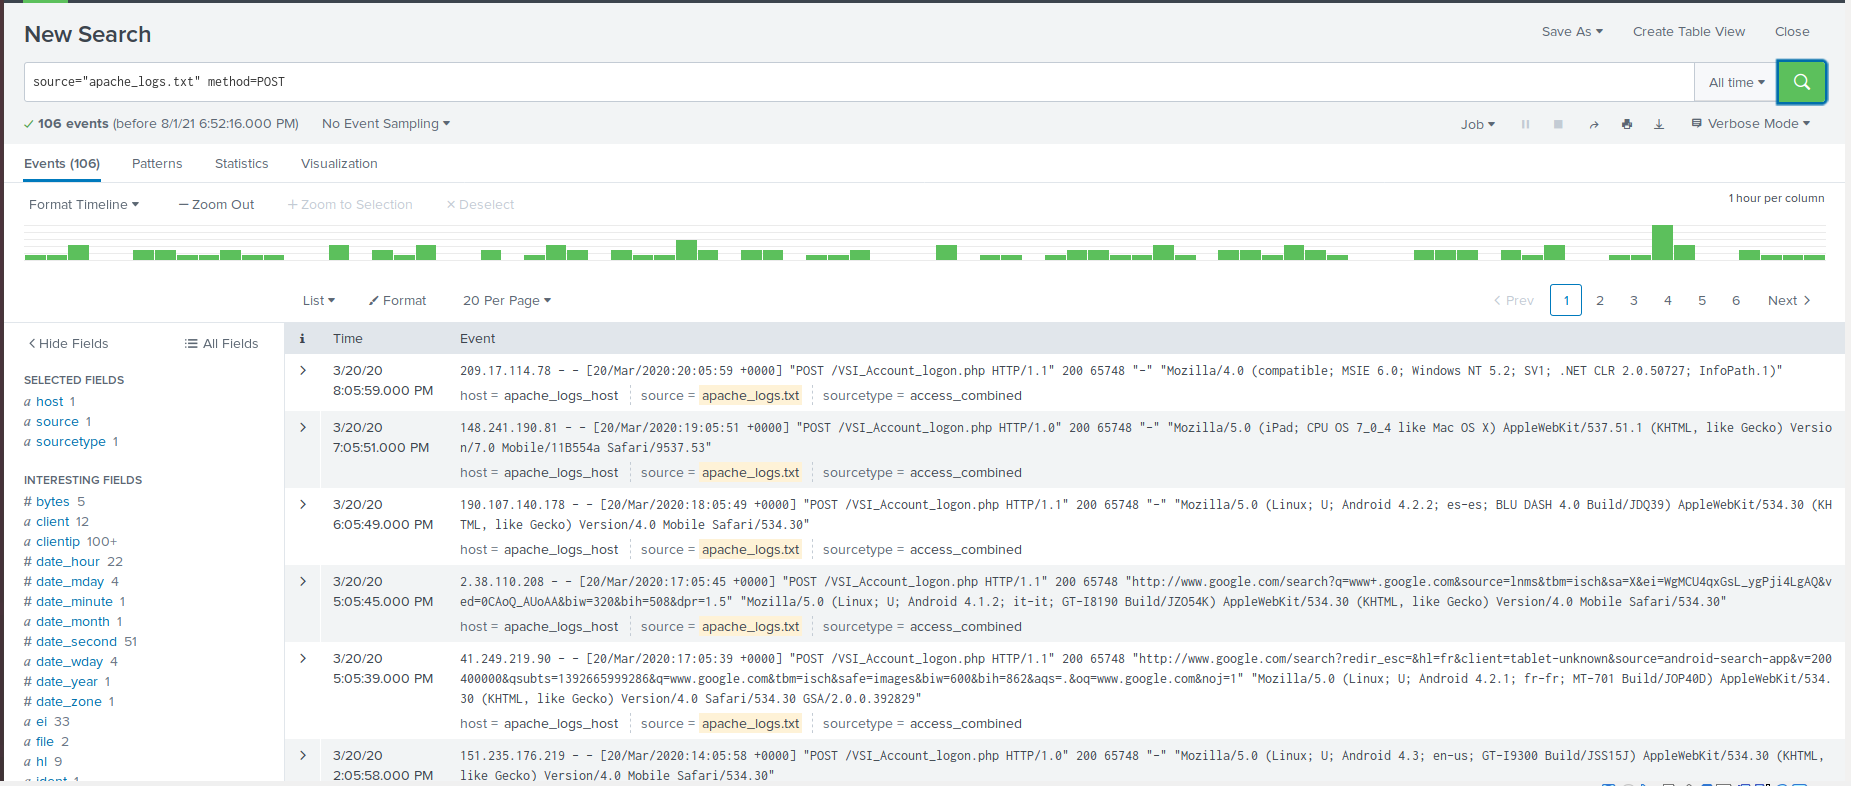 New Search
Save As Create Table View Close
source="apache_logs.txt" method=POST
All time
106 events (before 8/1/21 6:52:16.000 PM) No Event Sampling
Job Verbose Mode
Events (106) Patterns Statistics Visualization
Format Timeline — Zoom Out + Zoom to Selection × Deselect
1 hour per column
List Format 20 Per Page
< Prev 1 2 3 4 5 6 Next >
< Hide Fields All Fields
SELECTED FIELDS
a host 1
a source 1
a sourcetype 1
INTERESTING FIELDS
# bytes 5
a client 12
a clientip 100+
# date_hour 22
# date_mday 4
# date_minute 1
a date_month 1
# date_second 51
a date_wday 4
# date_year 1
# date_zone 1
a ei 33
a file 2
a hl 9
i Time Event
> 3/20/20 8:05:59.000 PM
209.17.114.78 - - [20/Mar/2020:20:05:59 +0000] "POST /VSI_Account_logon.php HTTP/1.1" 200 65748 "-" "Mozilla/4.0 (compatible; MSIE 6.0; Windows NT 5.2; SV1; .NET CLR 2.0.50727; InfoPath.1)"
host = apache_logs_host source = apache_logs.txt sourcetype = access_combined
> 3/20/20 7:05:51.000 PM
148.241.190.81 - - [20/Mar/2020:19:05:51 +0000] "POST /VSI_Account_logon.php HTTP/1.0" 200 65748 "-" "Mozilla/5.0 (iPad; CPU OS 7_0_4 like Mac OS X) AppleWebKit/537.51.1 (KHTML, like Gecko) Versio
n/7.0 Mobile/11B554a Safari/9537.53"
host = apache_logs_host source = apache_logs.txt sourcetype = access_combined
> 3/20/20 6:05:49.000 PM
190.107.140.178 - - [20/Mar/2020:18:05:49 +0000] "POST /VSI_Account_logon.php HTTP/1.1" 200 65748 "-" "Mozilla/5.0 (Linux; U; Android 4.2.2; es-es; BLU DASH 4.0 Build/JDQ39) AppleWebKit/534.30 (KH
TML, like Gecko) Version/4.0 Mobile Safari/534.30"
host = apache_logs_host source = apache_logs.txt sourcetype = access_combined
> 3/20/20 5:05:45.000 PM
2.38.110.208 - - [20/Mar/2020:17:05:45 +0000] "POST /VSI_Account_logon.php HTTP/1.1" 200 65748 "http://www.google.com/search?q=www+.google.com&source=lnms&tbm=isch&sa=X&ei=WgMCU4qxGsL_ygPji4LgAQ&v
ed=0CAoQ_AUoAA&biw=320&bih=508&dpr=1.5" "Mozilla/5.0 (Linux; U; Android 4.1.2; it-it; GT-I8190 Build/JZO54K) AppleWebKit/534.30 (KHTML, like Gecko) Version/4.0 Mobile Safari/534.30"
host = apache_logs_host source = apache_logs.txt sourcetype = access_combined
> 3/20/20 5:05:39.000 PM
41.249.219.90 - - [20/Mar/2020:17:05:39 +0000] "POST /VSI_Account_logon.php HTTP/1.1" 200 65748 "http://www.google.com/search?redir_esc=&hl=fr&client=tablet-unknown&source=android-search-app&v=200
400000&qsubts=1392665999286&q=www.google.com&tbm=isch&safe=images&biw=600&bih=862&aqs=.&oq=www.google.com&noj=1" "Mozilla/5.0 (Linux; U; Android 4.2.1; fr-fr; MT-701 Build/JOP40D) AppleWebKit/534.
30 (KHTML, like Gecko) Version/4.0 Safari/534.30 GSA/2.0.0.392829"
host = apache_logs_host source = apache_logs.txt sourcetype = access_combined
> 3/20/20 2:05:58.000 PM
151.235.176.219 - - [20/Mar/2020:14:05:58 +0000] "POST /VSI_Account_logon.php HTTP/1.0" 200 65748 "-" "Mozilla/5.0 (Linux; U; Android 4.3; en-us; GT-I9300 Build/JSS15J) AppleWebKit/534.30 (KHTML,
like Gecko) Version/4.0 Mobile Safari/534.30"